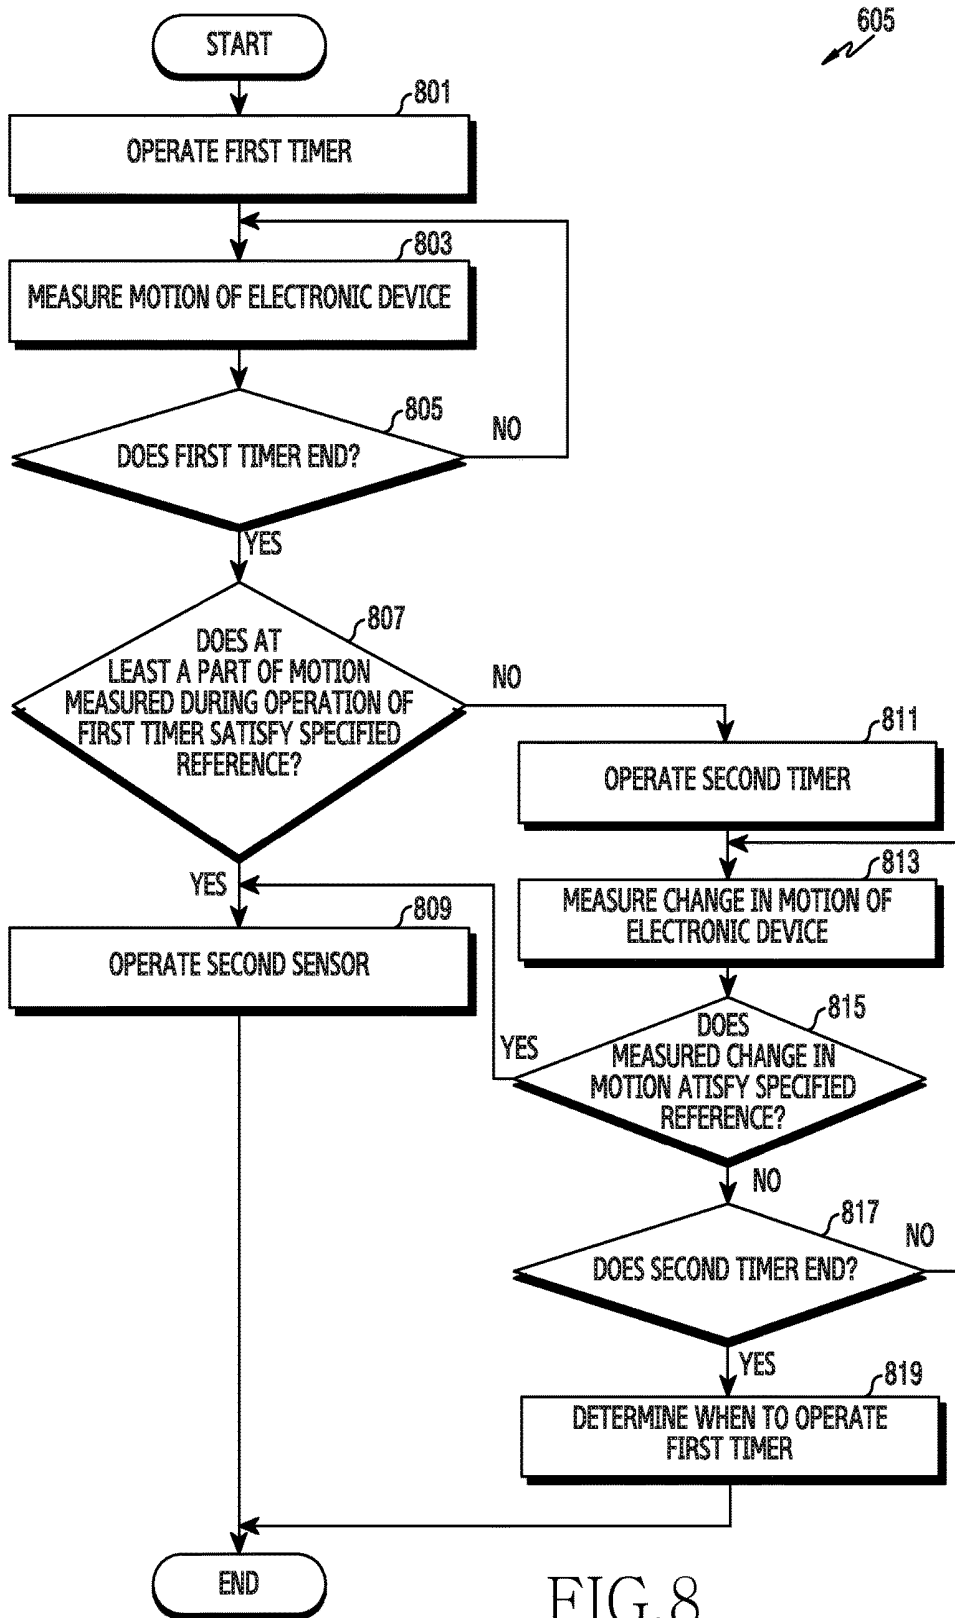 605
START
801
OPERATE FIRST TIMER
803
MEASURE MOTION OF ELECTRONIC DEVICE
805
DOES FIRST TIMER END?
NO
YES
807
DOES AT
LEAST A PART OF MOTION
MEASURED DURING OPERATION OF
FIRST TIMER SATISFY SPECIFIED
REFERENCE?
NO
YES
809
OPERATE SECOND SENSOR
811
OPERATE SECOND TIMER
813
MEASURE CHANGE IN MOTION OF
ELECTRONIC DEVICE
815
DOES
MEASURED CHANGE IN
MOTION ATISFY SPECIFIED
REFERENCE?
YES
NO
817
DOES SECOND TIMER END?
NO
YES
819
DETERMINE WHEN TO OPERATE
FIRST TIMER
END
FIG.8